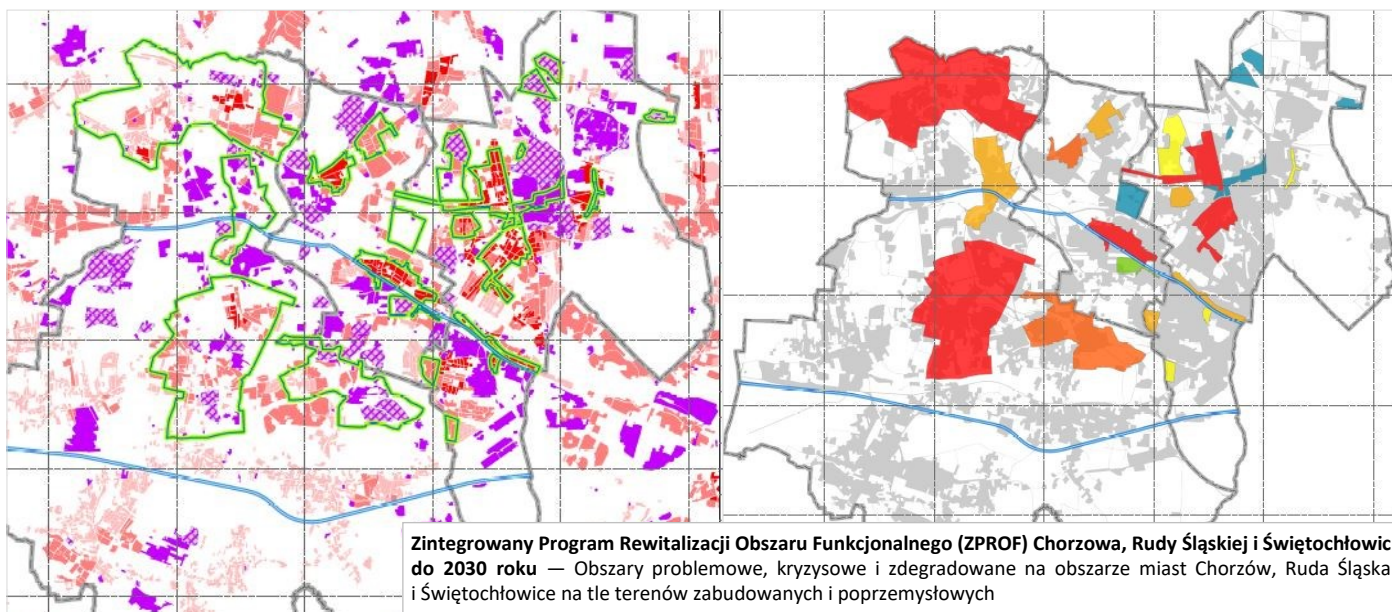 Zintegrowany Program Rewitalizacji Obszaru Funkcjonalnego (ZPROF) Chorzowa, Rudy Śląskiej i Świętochłowic
do 2030 roku — Obszary problemowe, kryzysowe i zdegradowane na obszarze miast Chorzów, Ruda Śląska
i Świętochłowice na tle terenów zabudowanych i poprzemysłowych